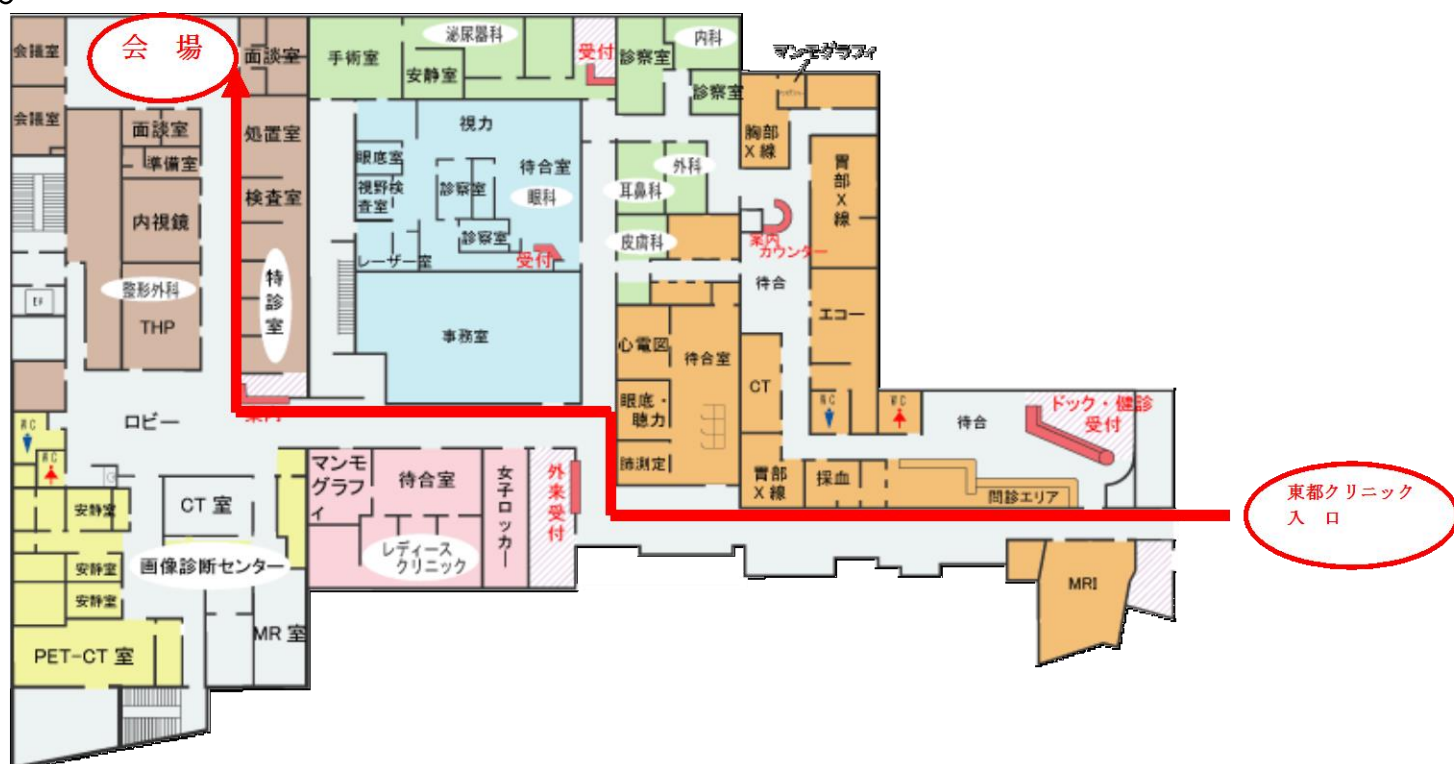 会 場
会議室
面談室
手術室
泌尿器科
安静室
受付
診察室
内科
診察室
マンモグラフィ
会議室
面談室
準備室
処置室
検査室
内視鏡
整形外科
THP
特診室
視力
眼底室
視野検
査室
診察室
待合室
眼科
診察室
受付
レーザー室
事務室
外科
耳鼻科
皮膚科
胸部
X線
胃部X線
案内
カウンター
待合
エコー
心電図
待合室
眼底・
聴力
肺測定
CT
胃部
X線
採血
WC
WC
待合
ドック・健診
受付
問診エリア
東都クリニック
入 口
EV
ロビー
案内
WC
WC
マンモ
グラフ
ィ
待合室
レディース
クリニック
女子ロッカー
外来受付
安静室
CT 室
画像診断センター
安静室
安静室
MR 室
PET-CT 室
MRI